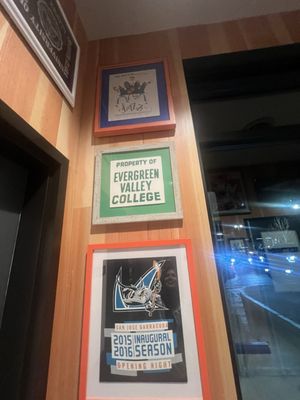 PROPERTY OF
EVERGREEN
VALLEY
COLLEGE
SAN JOSE BARRACUDA
2015 INAUGURAL
2016 SEASON
OPENING NIGHT